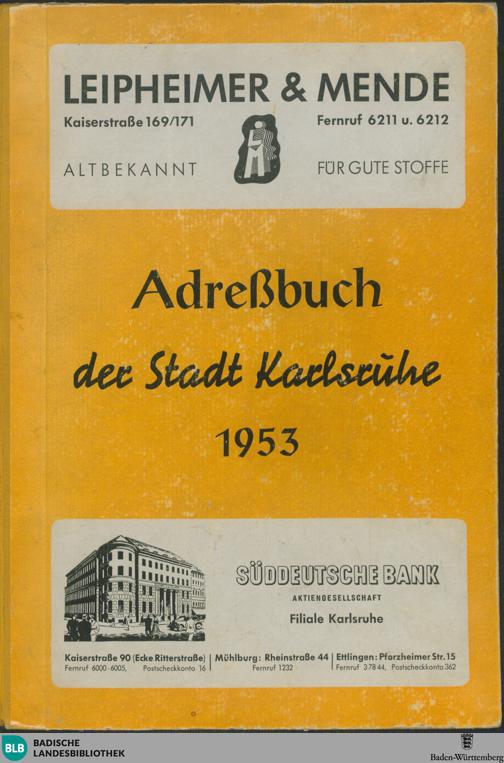 LEIPHEIMER & MENDE
Kaiserstraße 169/171 Fernruf 6211 u. 6212
ALTBEKANNT FÜR GUTE STOFFE
Adreßbuch
der Stadt Karlsruhe
1953
SÜDDEUTSCHE BANK
AKTIENGESELLSCHAFT
Filiale Karlsruhe
Kaiserstraße 90 (Ecke Ritterstraße) | Mühlburg: Rheinstraße 44 | Ettlingen: Pforzheimer Str. 15
Fernruf 6000-6005, Postscheckkonto 16 | Fernruf 1232 | Fernruf 3.78 44, Postscheckkonto 362
BLB BADISCHE
LANDESBIBLIOTHEK
Baden-Württemberg